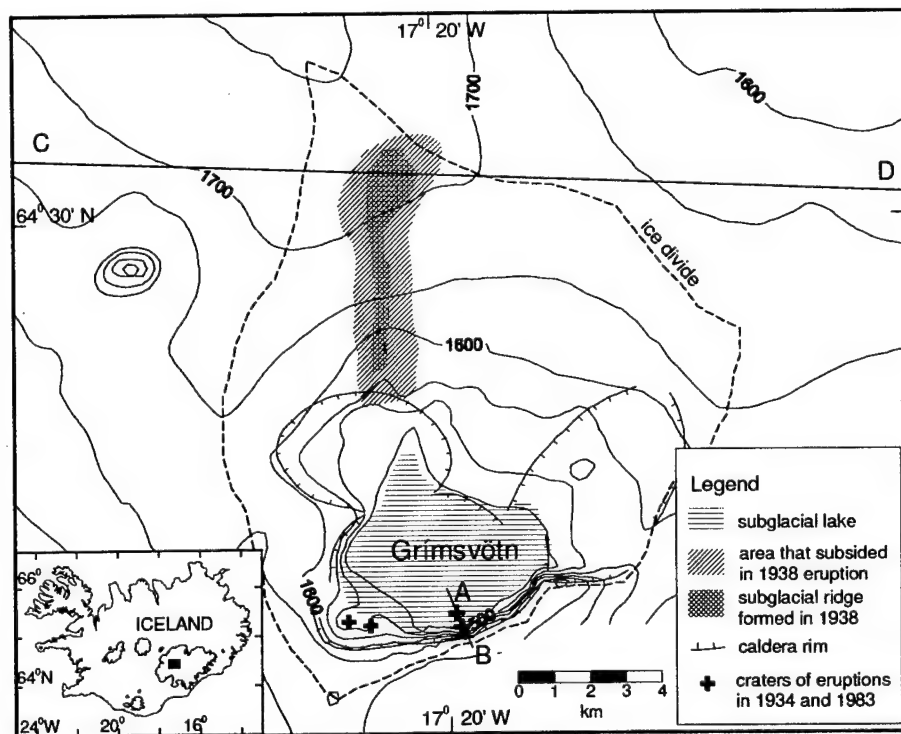 17° 20' W
1700
1600
C
D
1700
64° 30' N
ice divide
1600
Legend
subglacial lake
area that subsided
in 1938 eruption
subglacial ridge
formed in 1938
caldera rim
craters of eruptions
in 1934 and 1983
Grímsvötn
A
B
1600
66°
ICELAND
64°N
24°W
20°
16°
0 1 2 3 4
km
17° 20' W